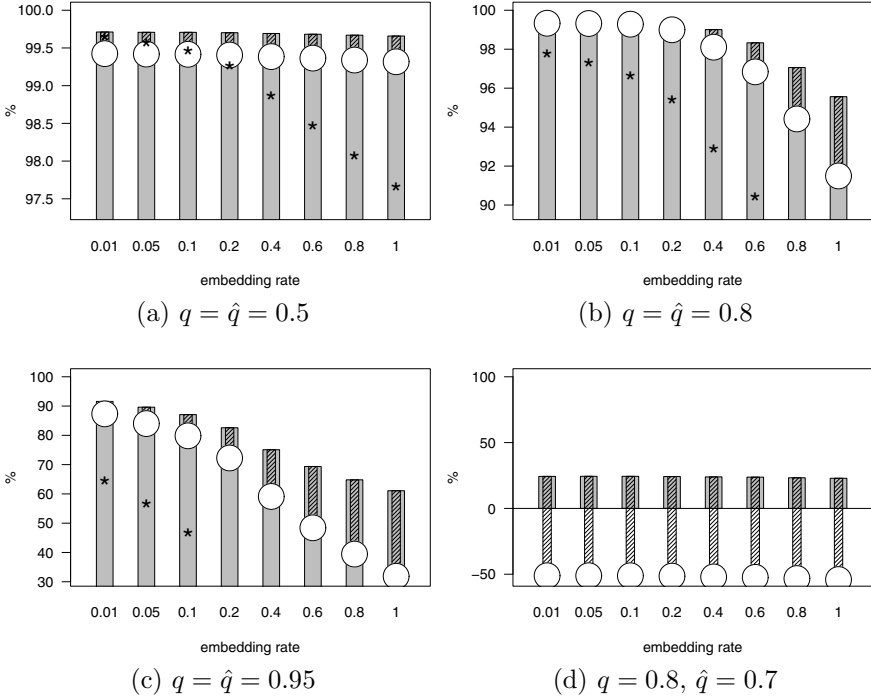 100.0
99.5
99.0
98.5
98.0
97.5
%
0.01 0.05 0.1 0.2 0.4 0.6 0.8 1
embedding rate
(a) q = q̂ = 0.5
100
98
96
94
92
90
%
0.01 0.05 0.1 0.2 0.4 0.6 0.8 1
embedding rate
(b) q = q̂ = 0.8
100
90
80
70
60
50
40
30
%
0.01 0.05 0.1 0.2 0.4 0.6 0.8 1
embedding rate
(c) q = q̂ = 0.95
100
50
0
−50
%
0.01 0.05 0.1 0.2 0.4 0.6 0.8 1
embedding rate
(d) q = 0.8, q̂ = 0.7